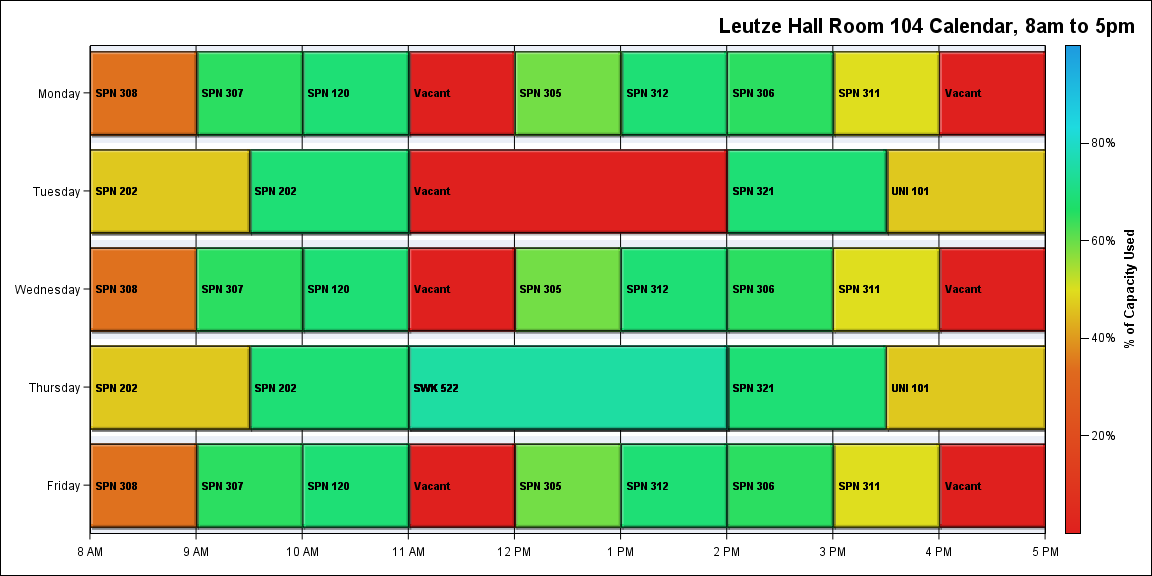 Leutze Hall Room 104 Calendar, 8am to 5pm
Monday
SPN 308
SPN 307
SPN 120
Vacant
SPN 305
SPN 312
SPN 306
SPN 311
Vacant
Tuesday
SPN 202
SPN 202
Vacant
SPN 321
UNI 101
Wednesday
SPN 308
SPN 307
SPN 120
Vacant
SPN 305
SPN 312
SPN 306
SPN 311
Vacant
Thursday
SPN 202
SPN 202
SWK 522
SPN 321
UNI 101
Friday
SPN 308
SPN 307
SPN 120
Vacant
SPN 305
SPN 312
SPN 306
SPN 311
Vacant
8 AM
9 AM
10 AM
11 AM
12 PM
1 PM
2 PM
3 PM
4 PM
5 PM
80%
60%
40%
20%
% of Capacity Used